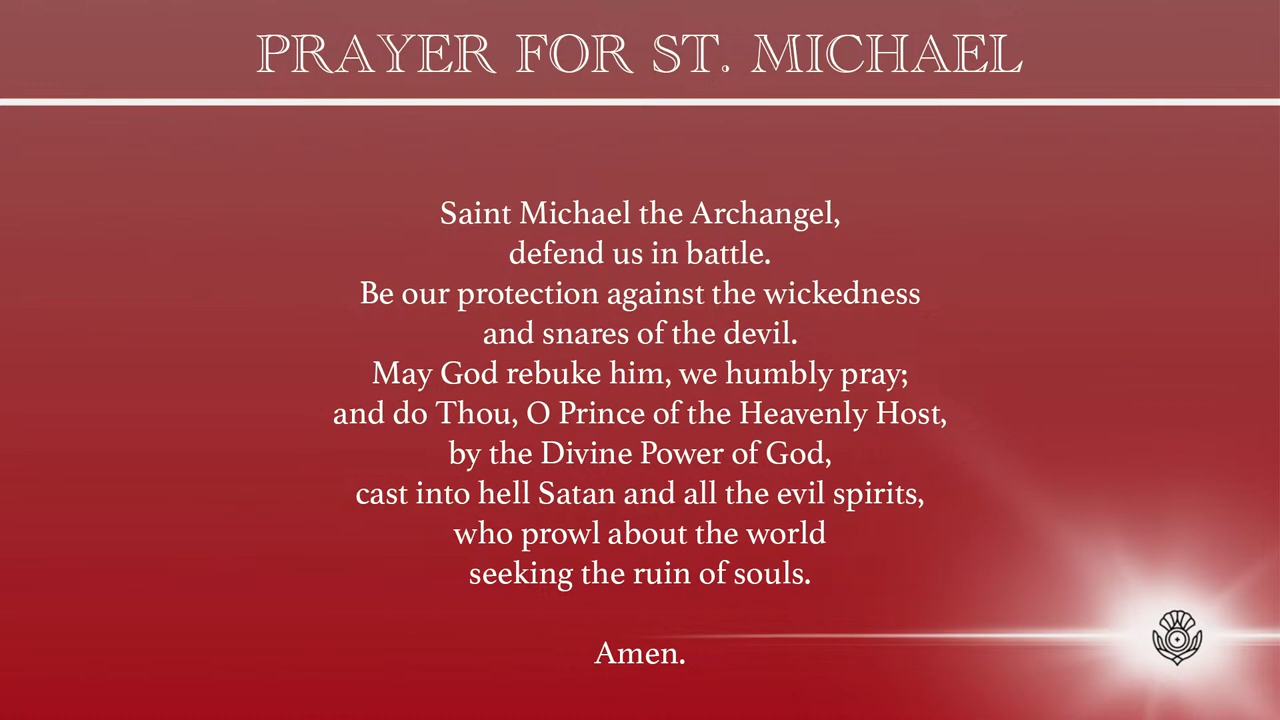 PRAYER FOR ST. MICHAEL
Saint Michael the Archangel,
defend us in battle.
Be our protection against the wickedness
and snares of the devil.
May God rebuke him, we humbly pray;
and do Thou, O Prince of the Heavenly Host,
by the Divine Power of God,
cast into hell Satan and all the evil spirits,
who prowl about the world
seeking the ruin of souls.
Amen.